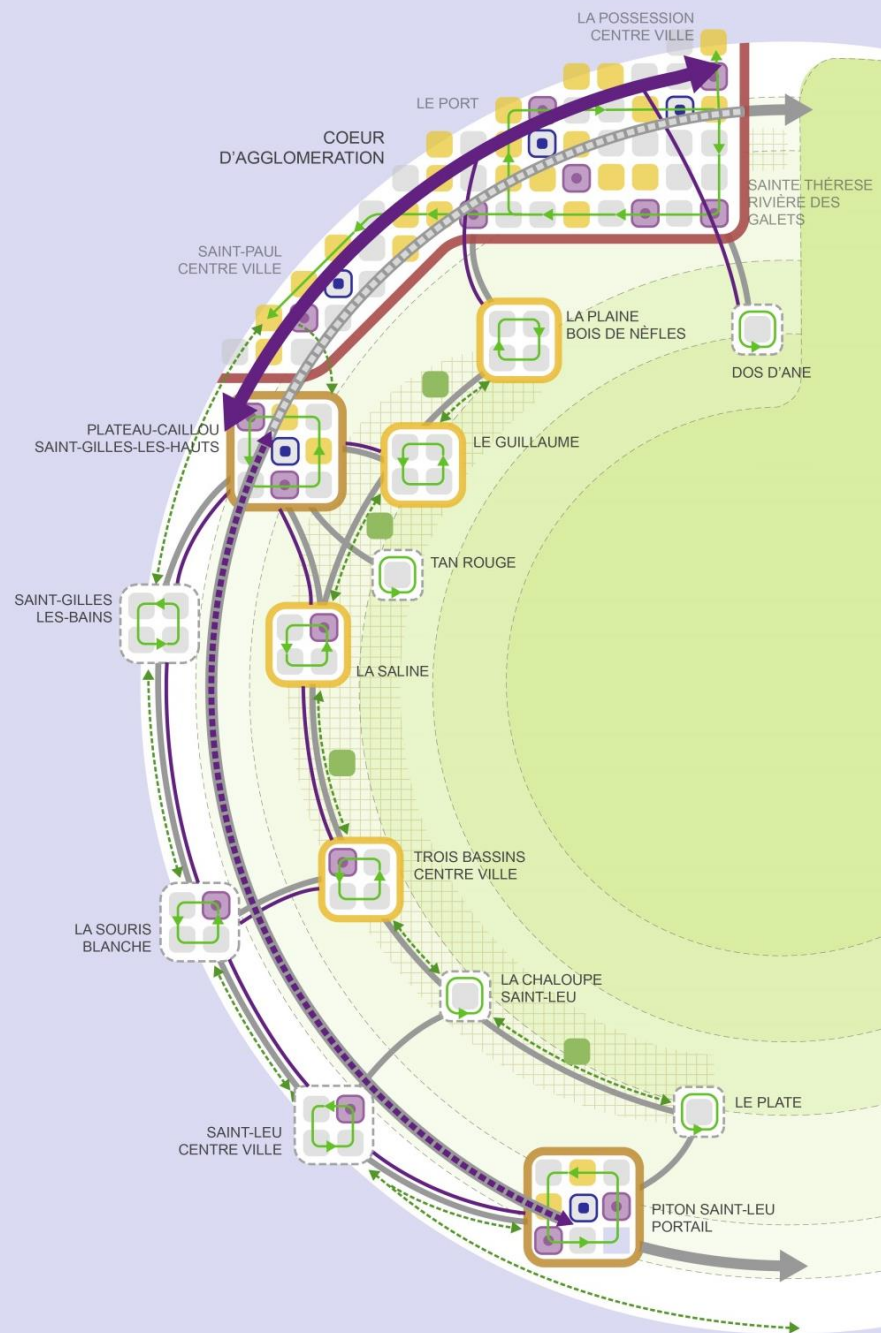 LA POSSESSION
CENTRE VILLE
LE PORT
COEUR
D'AGGLOMERATION
SAINTE THÉRESE
RIVIÈRE DES
GALETS
SAINT-PAUL
CENTRE VILLE
LA PLAINE
BOIS DE NÈFLES
DOS D'ANE
PLATEAU-CAILLOU
SAINT-GILLES-LES-HAUTS
LE GUILLAUME
TAN ROUGE
SAINT-GILLES
LES-BAINS
LA SALINE
TROIS BASSINS
CENTRE VILLE
LA SOURIS
BLANCHE
LA CHALOUPE
SAINT-LEU
LE PLATE
SAINT-LEU
CENTRE VILLE
PITON SAINT-LEU
PORTAIL